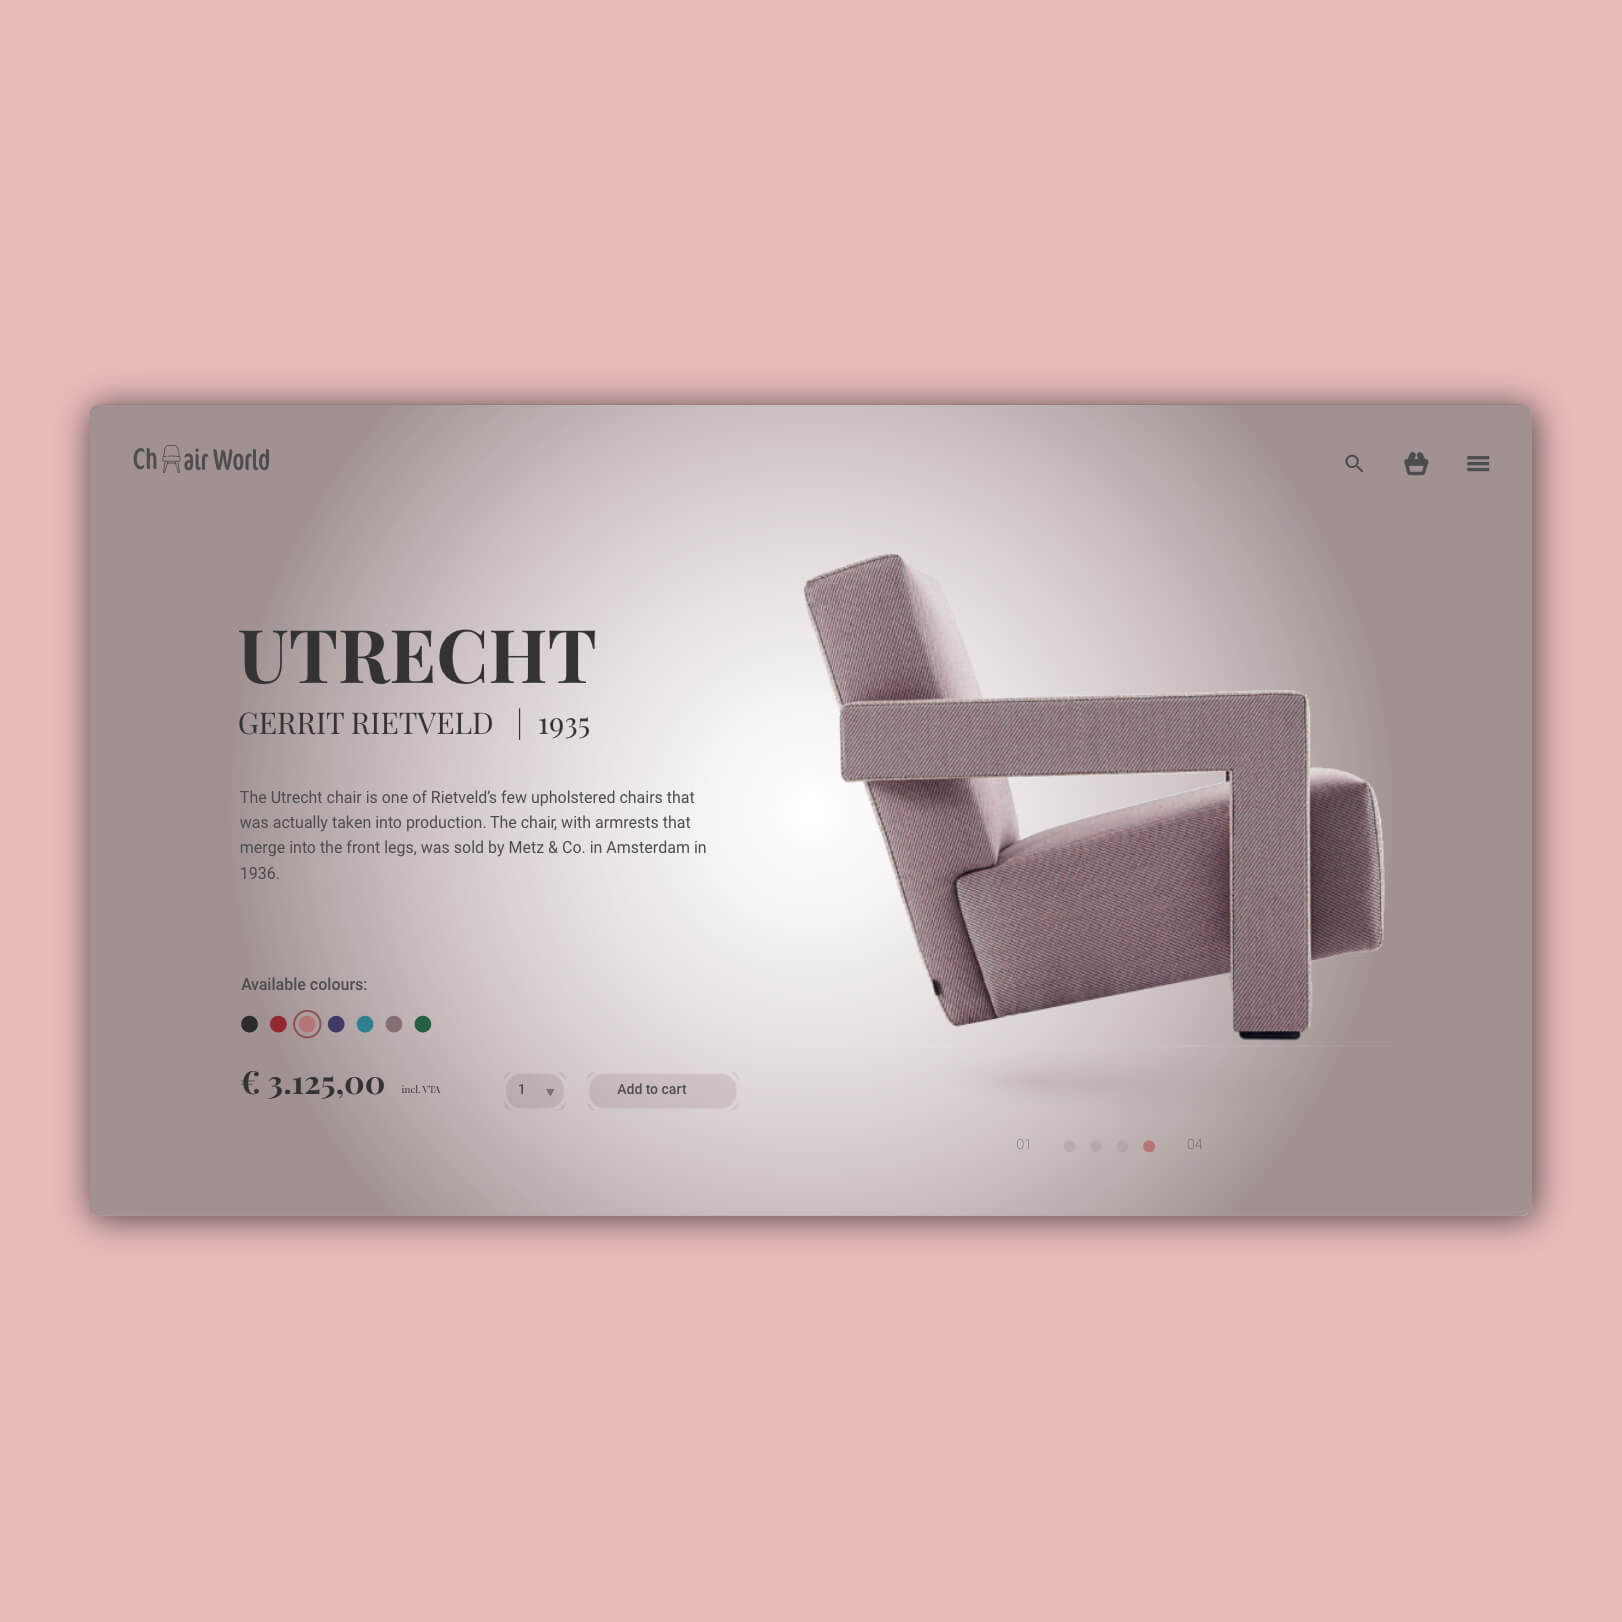 Ch air World
UTRECHT
GERRIT RIETVELD | 1935
The Utrecht chair is one of Rietveld's few upholstered chairs that
was actually taken into production. The chair, with armrests that
merge into the front legs, was sold by Metz & Co. in Amsterdam in
1936.
Available colours:
€ 3.125,00 incl. VTA
1
Add to cart
01
04